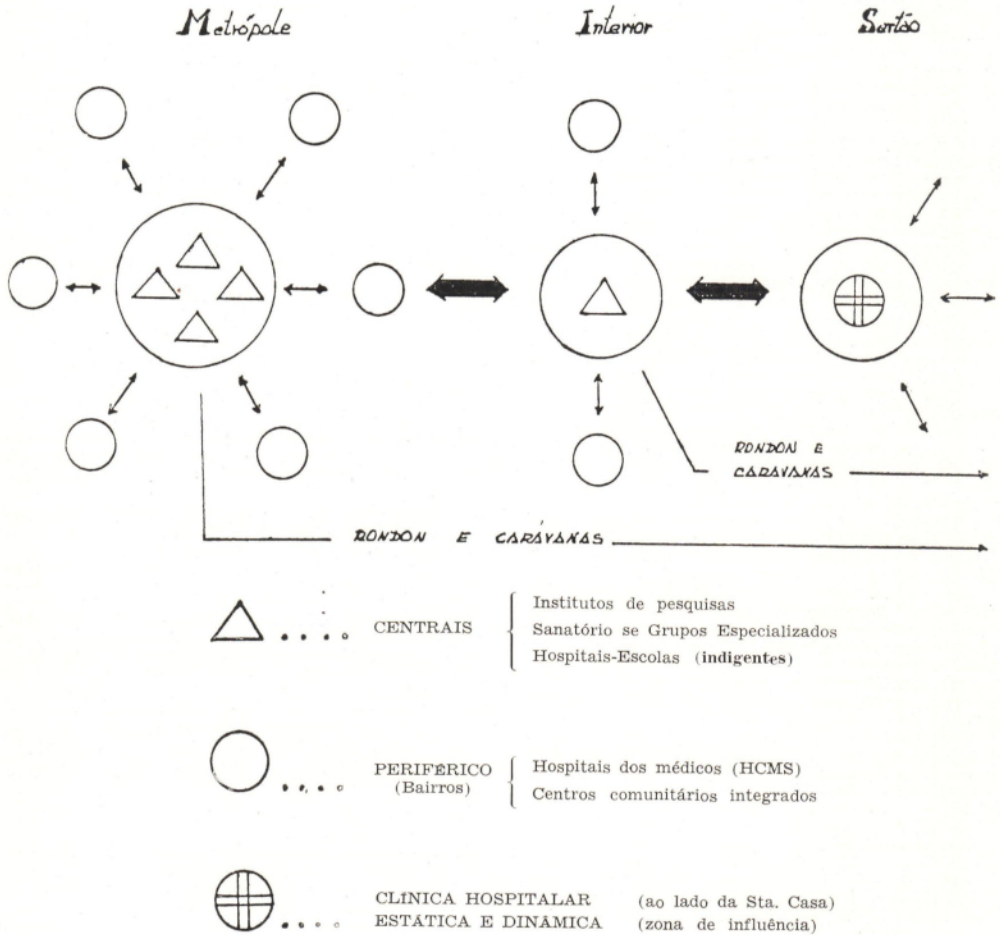 Metrópole Interior Sertão
RONDON E
CARAVANAS
RONDON E CARÁVANAS
CENTRAIS
Institutos de pesquisas
Sanatório se Grupos Especializados
Hospitais-Escolas (indigentes)
PERIFÉRICO
(Bairros)
Hospitais dos médicos (HCMS)
Centros comunitários integrados
CLÍNICA HOSPITALAR (ao lado da Sta. Casa)
ESTÁTICA E DINÂMICA (zona de influência)